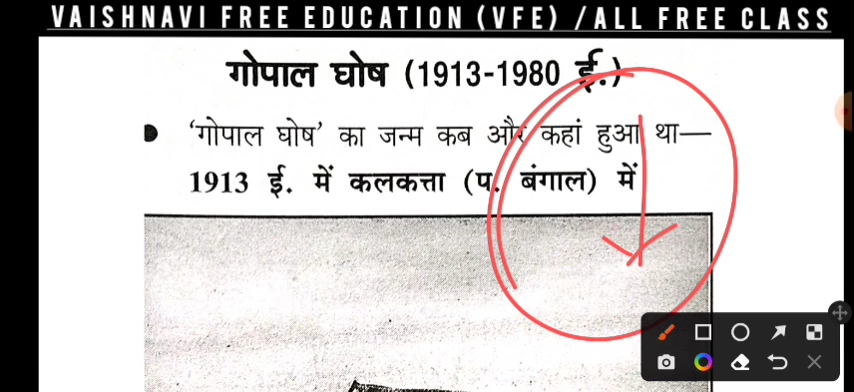 VAISHNAVI FREE EDUCATION (VFE) /ALL FREE CLASS
गोपाल घोष (1913-1980 ई.)
'गोपाल घोष' का जन्म कब और कहां हुआ था—
1913 ई. में कलकत्ता (प. बंगाल) में